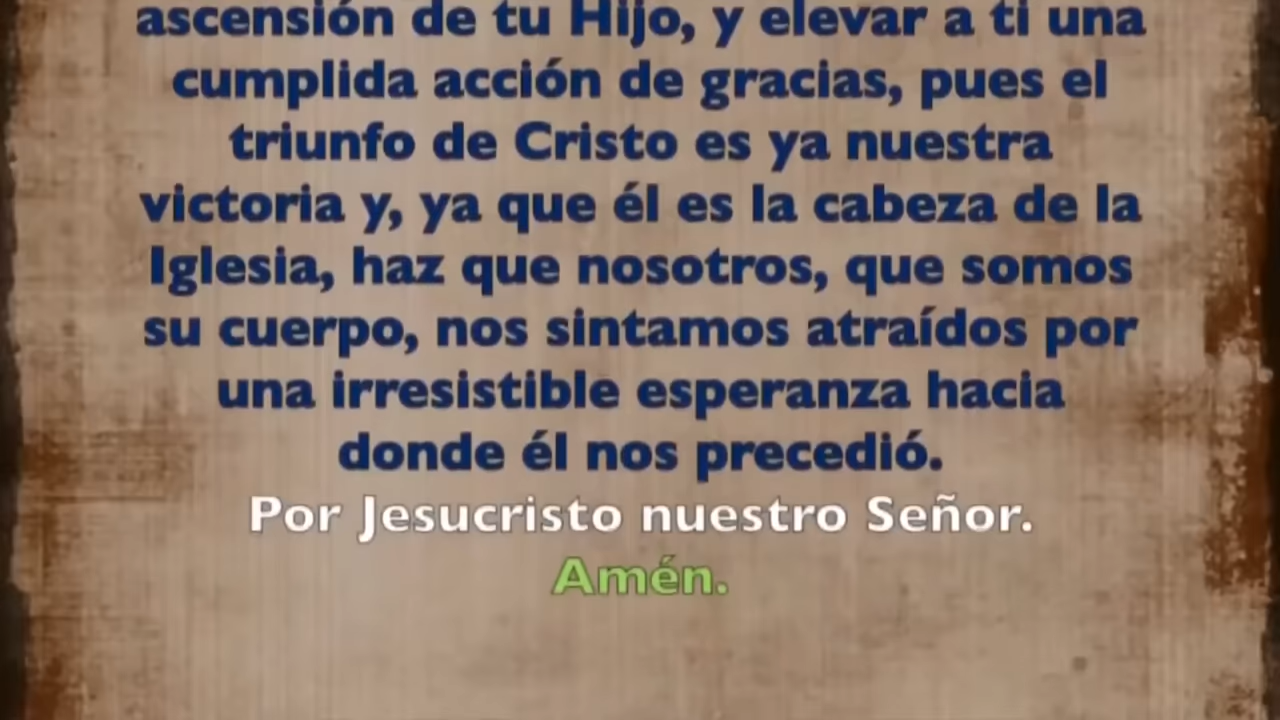 ascensión de tu Hijo, y elevar a ti una
cumplida acción de gracias, pues el
triunfo de Cristo es ya nuestra
victoria y, ya que él es la cabeza de la
Iglesia, haz que nosotros, que somos
su cuerpo, nos sintamos atraídos por
una irresistible esperanza hacia
donde él nos precedió.
Por Jesucristo nuestro Señor.
Amén.